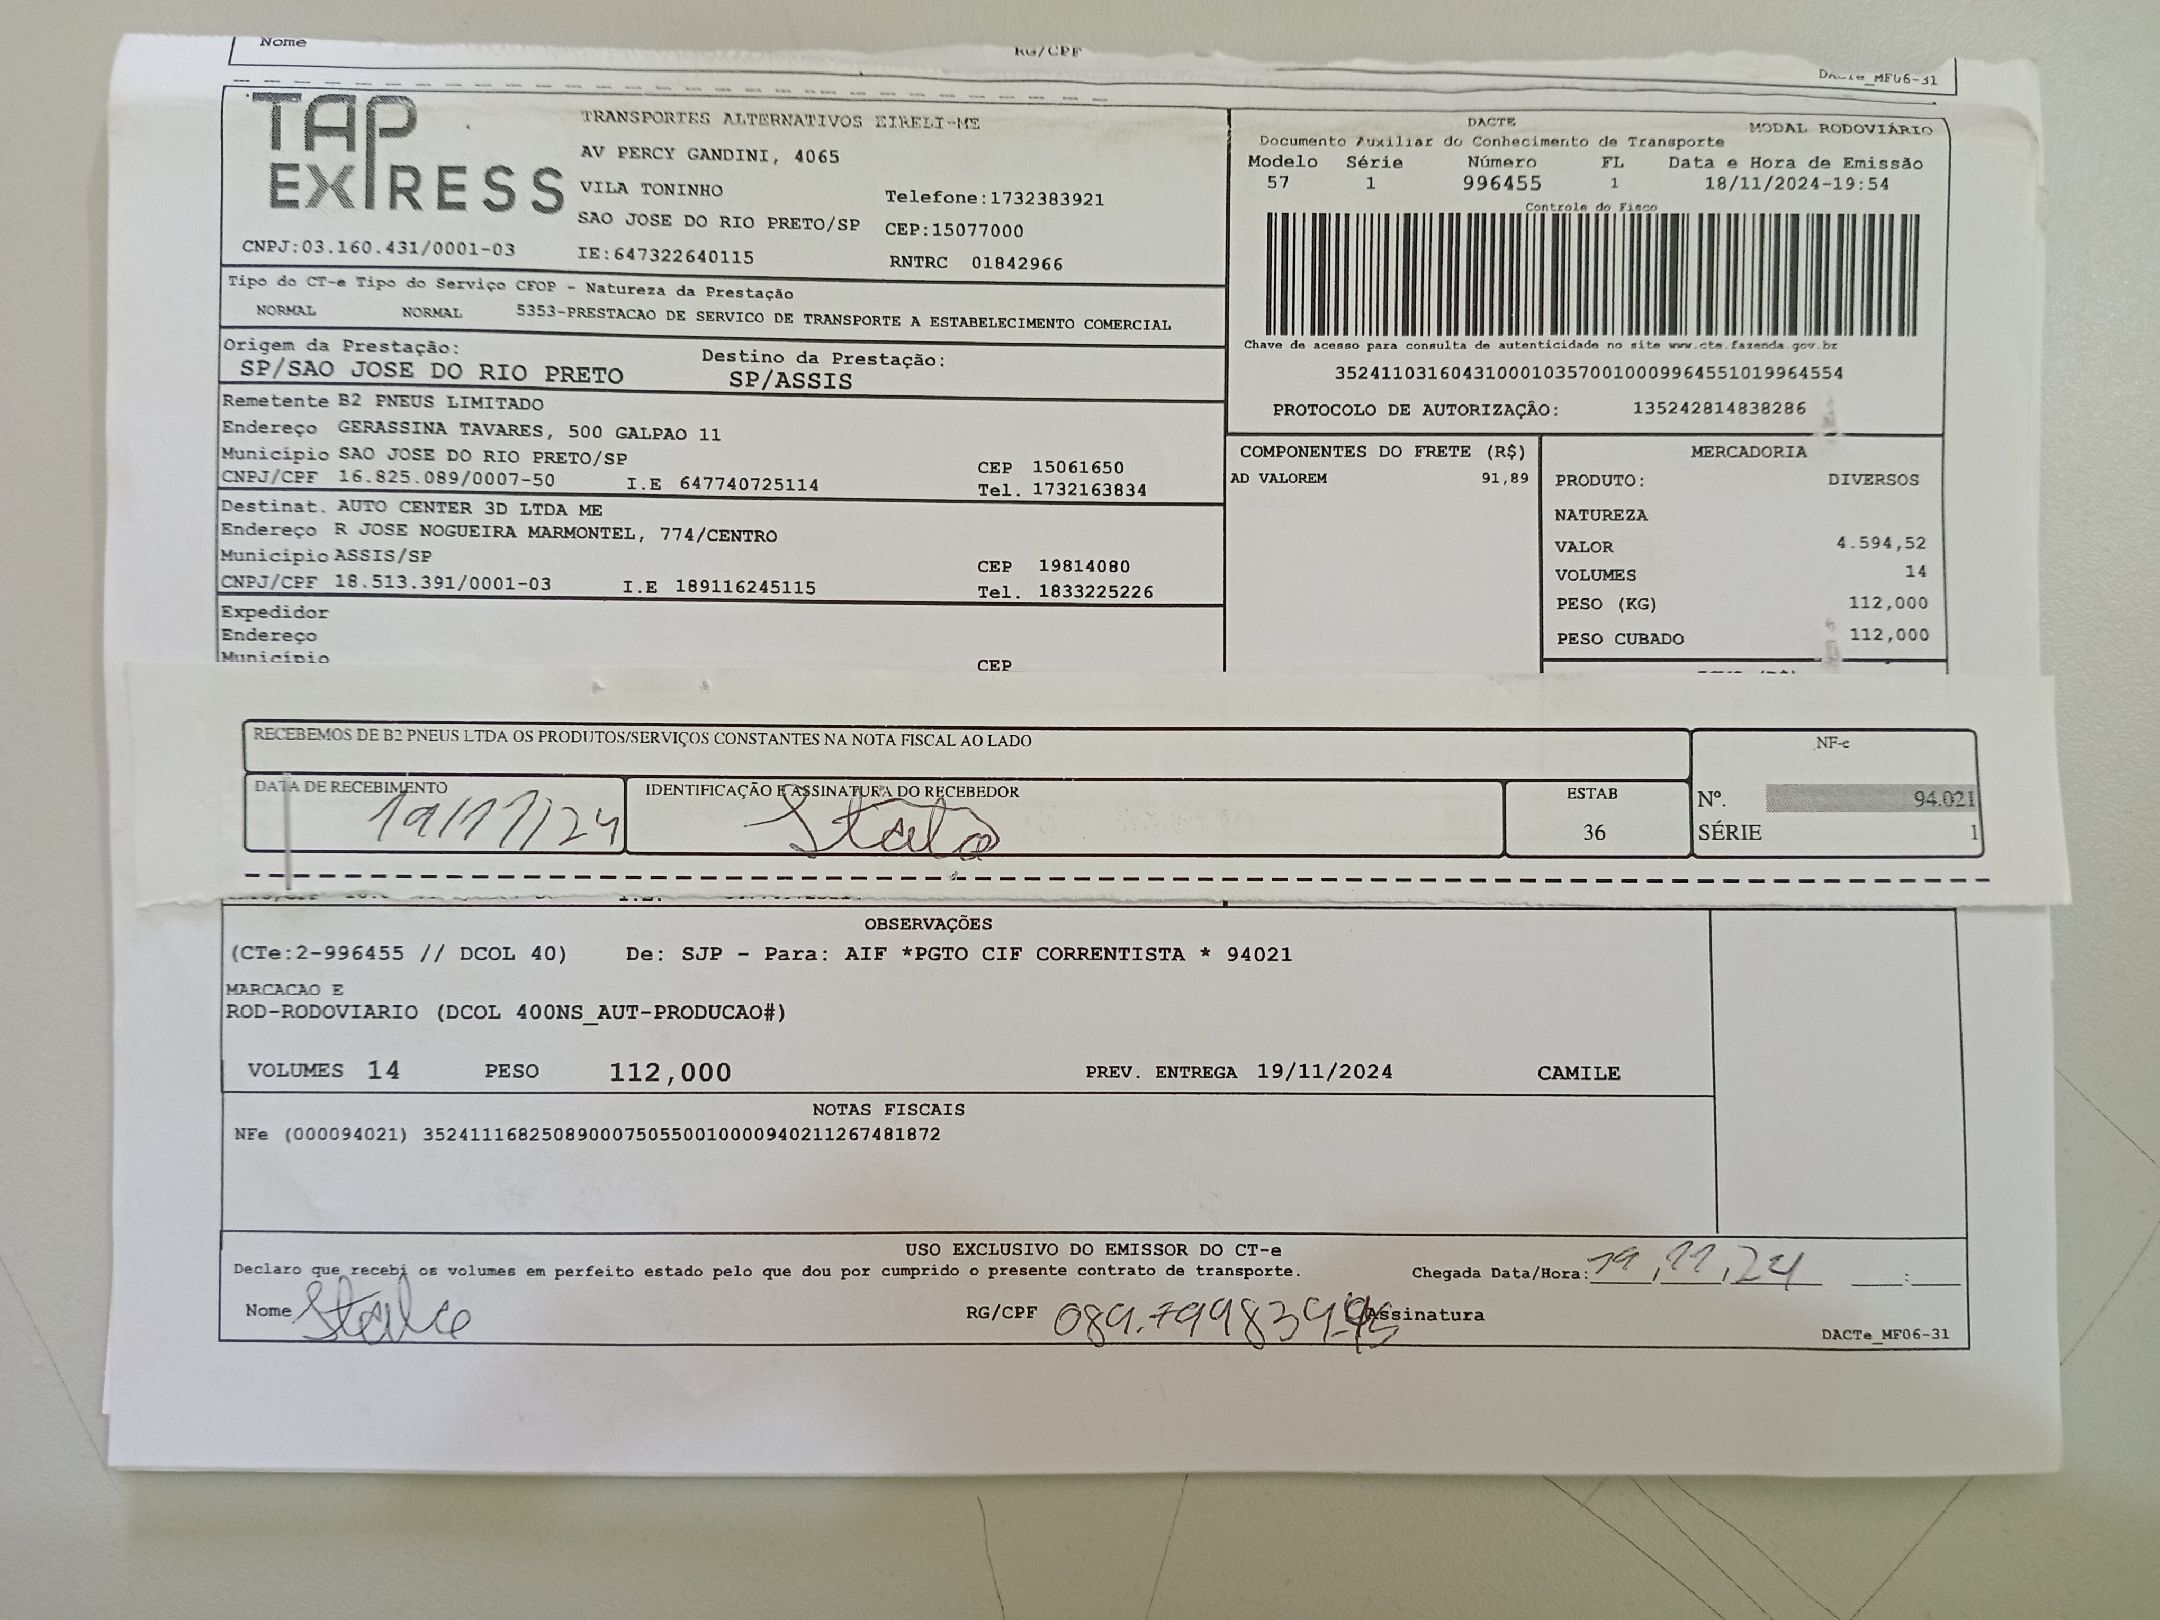 Nome RG/CPF
DACTe_MF06-31
TAP EXPRESS
TRANSPORTES ALTERNATIVOS EIRELI-ME
AV PERCY GANDINI, 4065
VILA TONINHO Telefone:1732383921
SAO JOSE DO RIO PRETO/SP CEP:15077000
CNPJ:03.160.431/0001-03 IE:647322640115 RNTRC 01842966
DACTE MODAL RODOVIÁRIO
Documento Auxiliar do Conhecimento de Transporte
Modelo Série Número FL Data e Hora de Emissão
57 1 996455 1 18/11/2024-19:54
Controle do Fisco
Chave de acesso para consulta de autenticidade no site www.cte.fazenda.gov.br
35241103160431000103570010009964551019964554
PROTOCOLO DE AUTORIZAÇÃO: 135242814838286
Tipo do CT-e Tipo do Serviço CFOP - Natureza da Prestação
NORMAL NORMAL 5353-PRESTACAO DE SERVICO DE TRANSPORTE A ESTABELECIMENTO COMERCIAL
Origem da Prestação: Destino da Prestação:
SP/SAO JOSE DO RIO PRETO SP/ASSIS
Remetente B2 PNEUS LIMITADO
Endereço GERASSINA TAVARES, 500 GALPAO 11
Município SAO JOSE DO RIO PRETO/SP CEP 15061650
CNPJ/CPF 16.825.089/0007-50 I.E 647740725114 Tel. 1732163834
Destinat. AUTO CENTER 3D LTDA ME
Endereço R JOSE NOGUEIRA MARMONTEL, 774/CENTRO
Município ASSIS/SP CEP 19814080
CNPJ/CPF 18.513.391/0001-03 I.E 189116245115 Tel. 1833225226
Expedidor
Endereço
Município CEP
COMPONENTES DO FRETE (R$)
AD VALOREM 91,89
MERCADORIA
PRODUTO: DIVERSOS
NATUREZA
VALOR 4.594,52
VOLUMES 14
PESO (KG) 112,000
PESO CUBADO 112,000
RECEBEMOS DE B2 PNEUS LTDA OS PRODUTOS/SERVIÇOS CONSTANTES NA NOTA FISCAL AO LADO
NF-e
DATA DE RECEBIMENTO IDENTIFICAÇÃO E ASSINATURA DO RECEBEDOR ESTAB
19/11/24 36
Nº. 94.021
SÉRIE 1
OBSERVAÇÕES
(CTe:2-996455 // DCOL 40) De: SJP - Para: AIF *PGTO CIF CORRENTISTA * 94021
MARCACAO E
ROD-RODOVIARIO (DCOL 400NS_AUT-PRODUCAO#)
VOLUMES 14 PESO 112,000 PREV. ENTREGA 19/11/2024 CAMILE
NOTAS FISCAIS
NFe (000094021) 35241116825089000750550010000940211267481872
USO EXCLUSIVO DO EMISSOR DO CT-e
Declaro que recebi os volumes em perfeito estado pelo que dou por cumprido o presente contrato de transporte. Chegada Data/Hora: 19,11,24 :
Nome RG/CPF Assinatura
DACTe_MF06-31